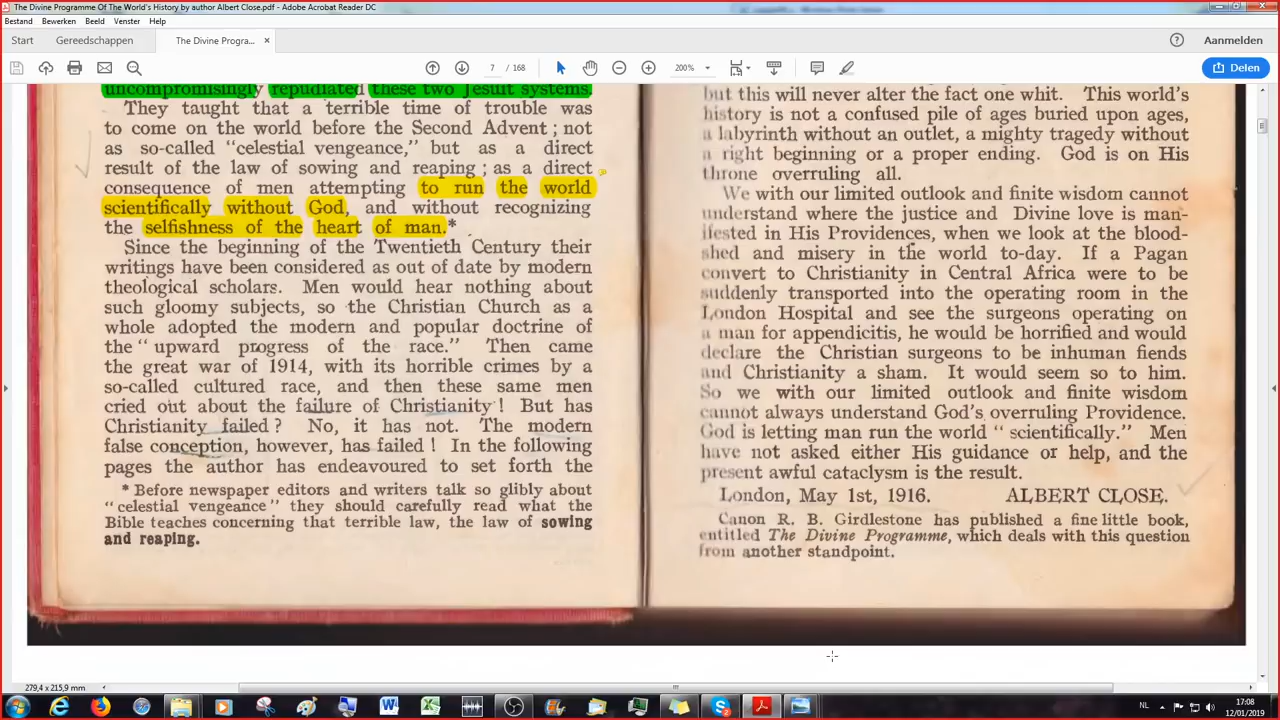 The Divine Programme Of The World's History by author Albert Close.pdf - Adobe Acrobat Reader DC
Bestand Bewerken Beeld Venster Help
Start Gereedschappen The Divine Progra... × Aanmelden
7 / 168 200% Delen
uncompromisingly repudiated these two Jesuit systems.
They taught that a terrible time of trouble was
to come on the world before the Second Advent ; not
as so-called "celestial vengeance," but as a direct
result of the law of sowing and reaping ; as a direct
consequence of men attempting to run the world
scientifically without God, and without recognizing
the selfishness of the heart of man.*
Since the beginning of the Twentieth Century their
writings have been considered as out of date by modern
theological scholars. Men would hear nothing about
such gloomy subjects, so the Christian Church as a
whole adopted the modern and popular doctrine of
the " upward progress of the race." Then came
the great war of 1914, with its horrible crimes by a
so-called cultured race, and then these same men
cried out about the failure of Christianity ! But has
Christianity failed ? No, it has not. The modern
false conception, however, has failed ! In the following
pages the author has endeavoured to set forth the
* Before newspaper editors and writers talk so glibly about
"celestial vengeance" they should carefully read what the
Bible teaches concerning that terrible law, the law of sowing
and reaping.
but this will never alter the fact one whit. This world's
history is not a confused pile of ages buried upon ages,
a labyrinth without an outlet, a mighty tragedy without
a right beginning or a proper ending. God is on His
throne overruling all.
We with our limited outlook and finite wisdom cannot
understand where the justice and Divine love is man-
ifested in His Providences, when we look at the blood-
shed and misery in the world to-day. If a Pagan
convert to Christianity in Central Africa were to be
suddenly transported into the operating room in the
London Hospital and see the surgeons operating on
a man for appendicitis, he would be horrified and would
declare the Christian surgeons to be inhuman fiends
and Christianity a sham. It would seem so to him.
So we with our limited outlook and finite wisdom
cannot always understand God's overruling Providence.
God is letting man run the world " scientifically." Men
have not asked either His guidance or help, and the
present awful cataclysm is the result.
London, May 1st, 1916. ALBERT CLOSE.
Canon R. B. Girdlestone has published a fine little book,
entitled The Divine Programme, which deals with this question
from another standpoint.
279,4 x 215,9 mm
NL 17:08
12/01/2019